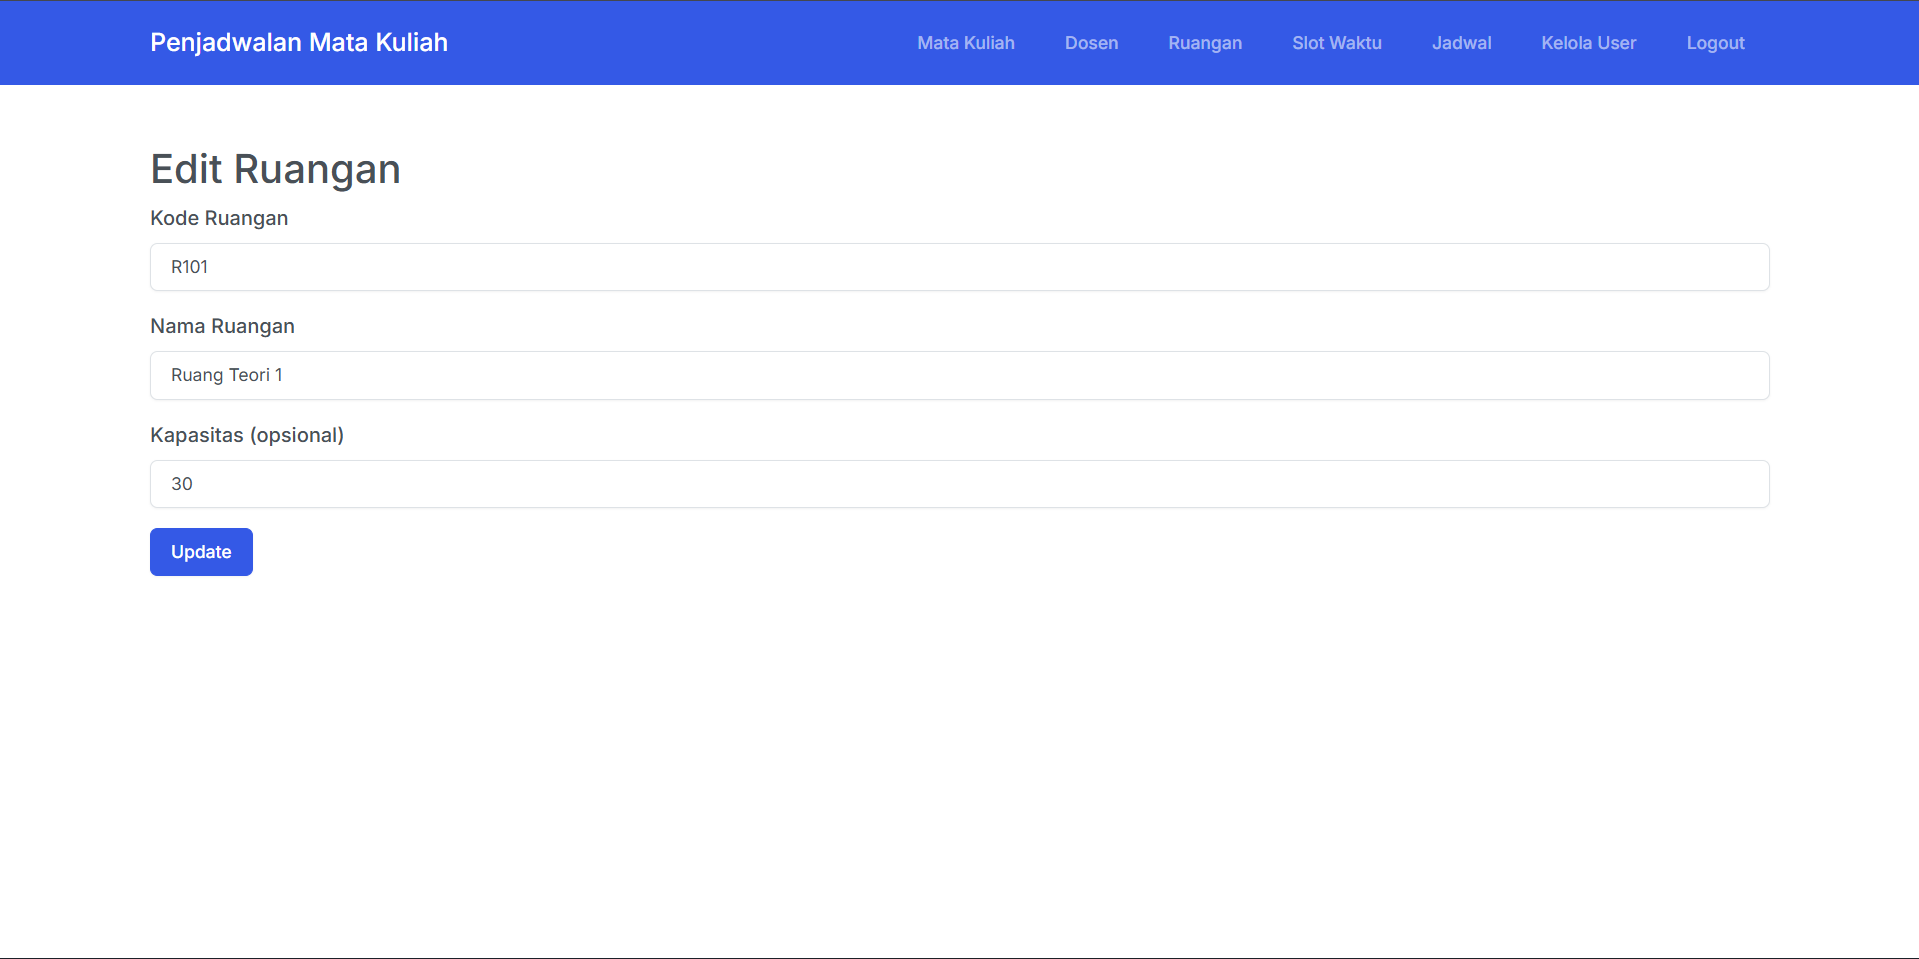 Penjadwalan Mata Kuliah
Mata Kuliah Dosen Ruangan Slot Waktu Jadwal Kelola User Logout
Edit Ruangan
Kode Ruangan
R101
Nama Ruangan
Ruang Teori 1
Kapasitas (opsional)
30
Update